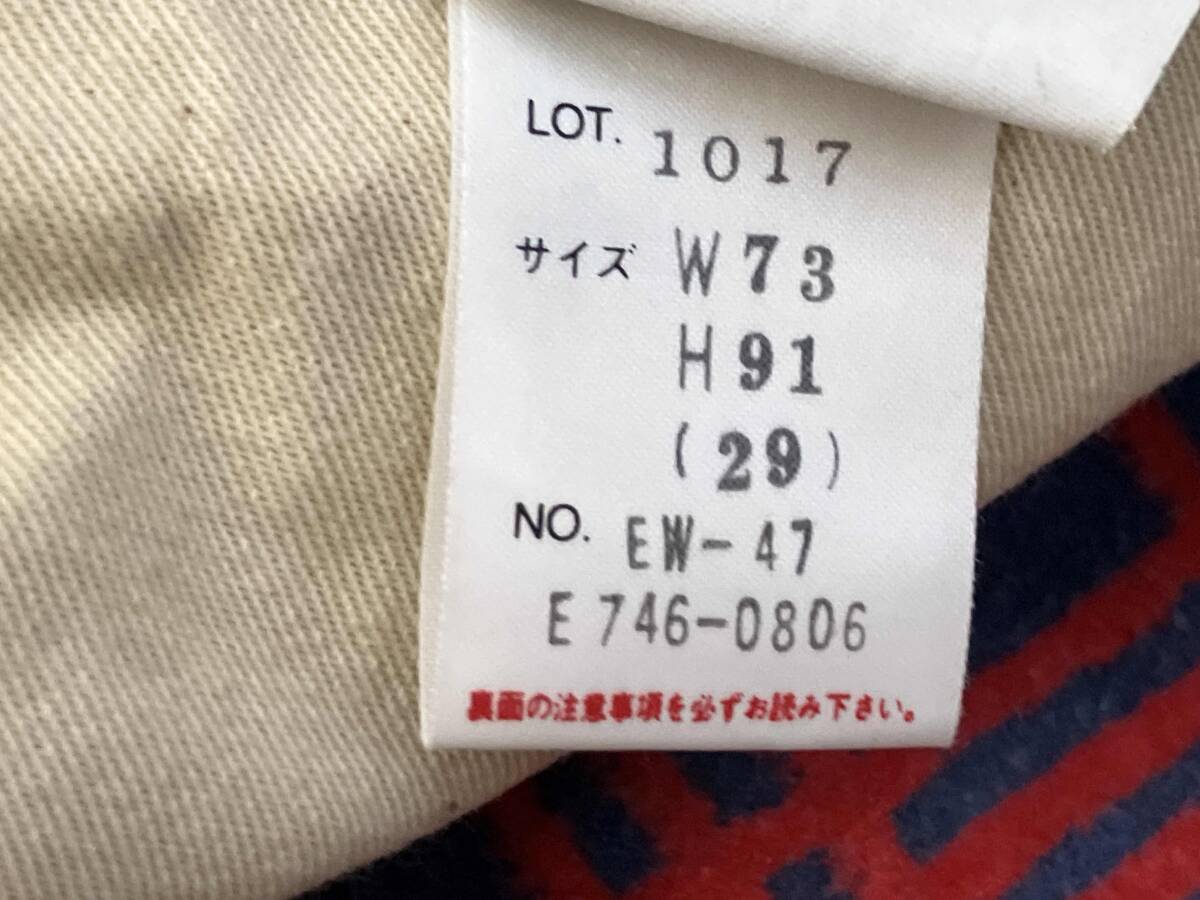 LOT. 1017
サイズ W73
H91
(29)
NO. EW-47
E746-0806
裏面の注意事項を必ずお読み下さい。